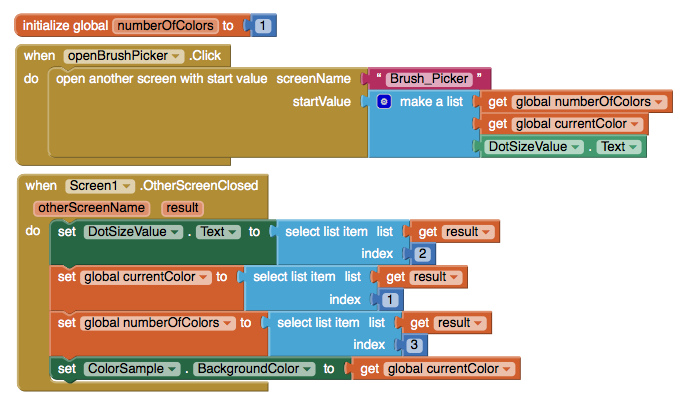 initialize global numberOfColors to 1
when openBrushPicker .Click
do open another screen with start value screenName " Brush_Picker "
startValue make a list get global numberOfColors
get global currentColor
DotSizeValue . Text
when Screen1 .OtherScreenClosed
otherScreenName result
do set DotSizeValue . Text to select list item list get result
index 2
set global currentColor to select list item list get result
index 1
set global numberOfColors to select list item list get result
index 3
set ColorSample . BackgroundColor to get global currentColor